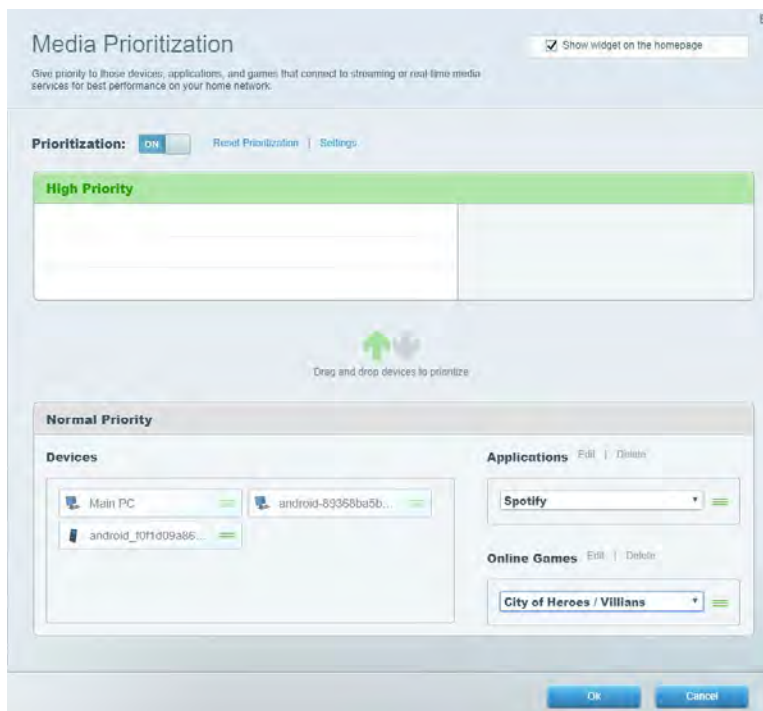 Media Prioritization
Show widget on the homepage
Give priority to those devices, applications, and games that connect to streaming or real-time media
services for best performance on your home network.
Prioritization: ON Reset Prioritization | Settings
High Priority
Drag and drop devices to prioritize
Normal Priority
Devices
Applications Edit | Delete
Main PC
android-89368ba5b...
Spotify
android_f0f1d09a86...
Online Games Edit | Delete
City of Heroes / Villians
Ok Cancel